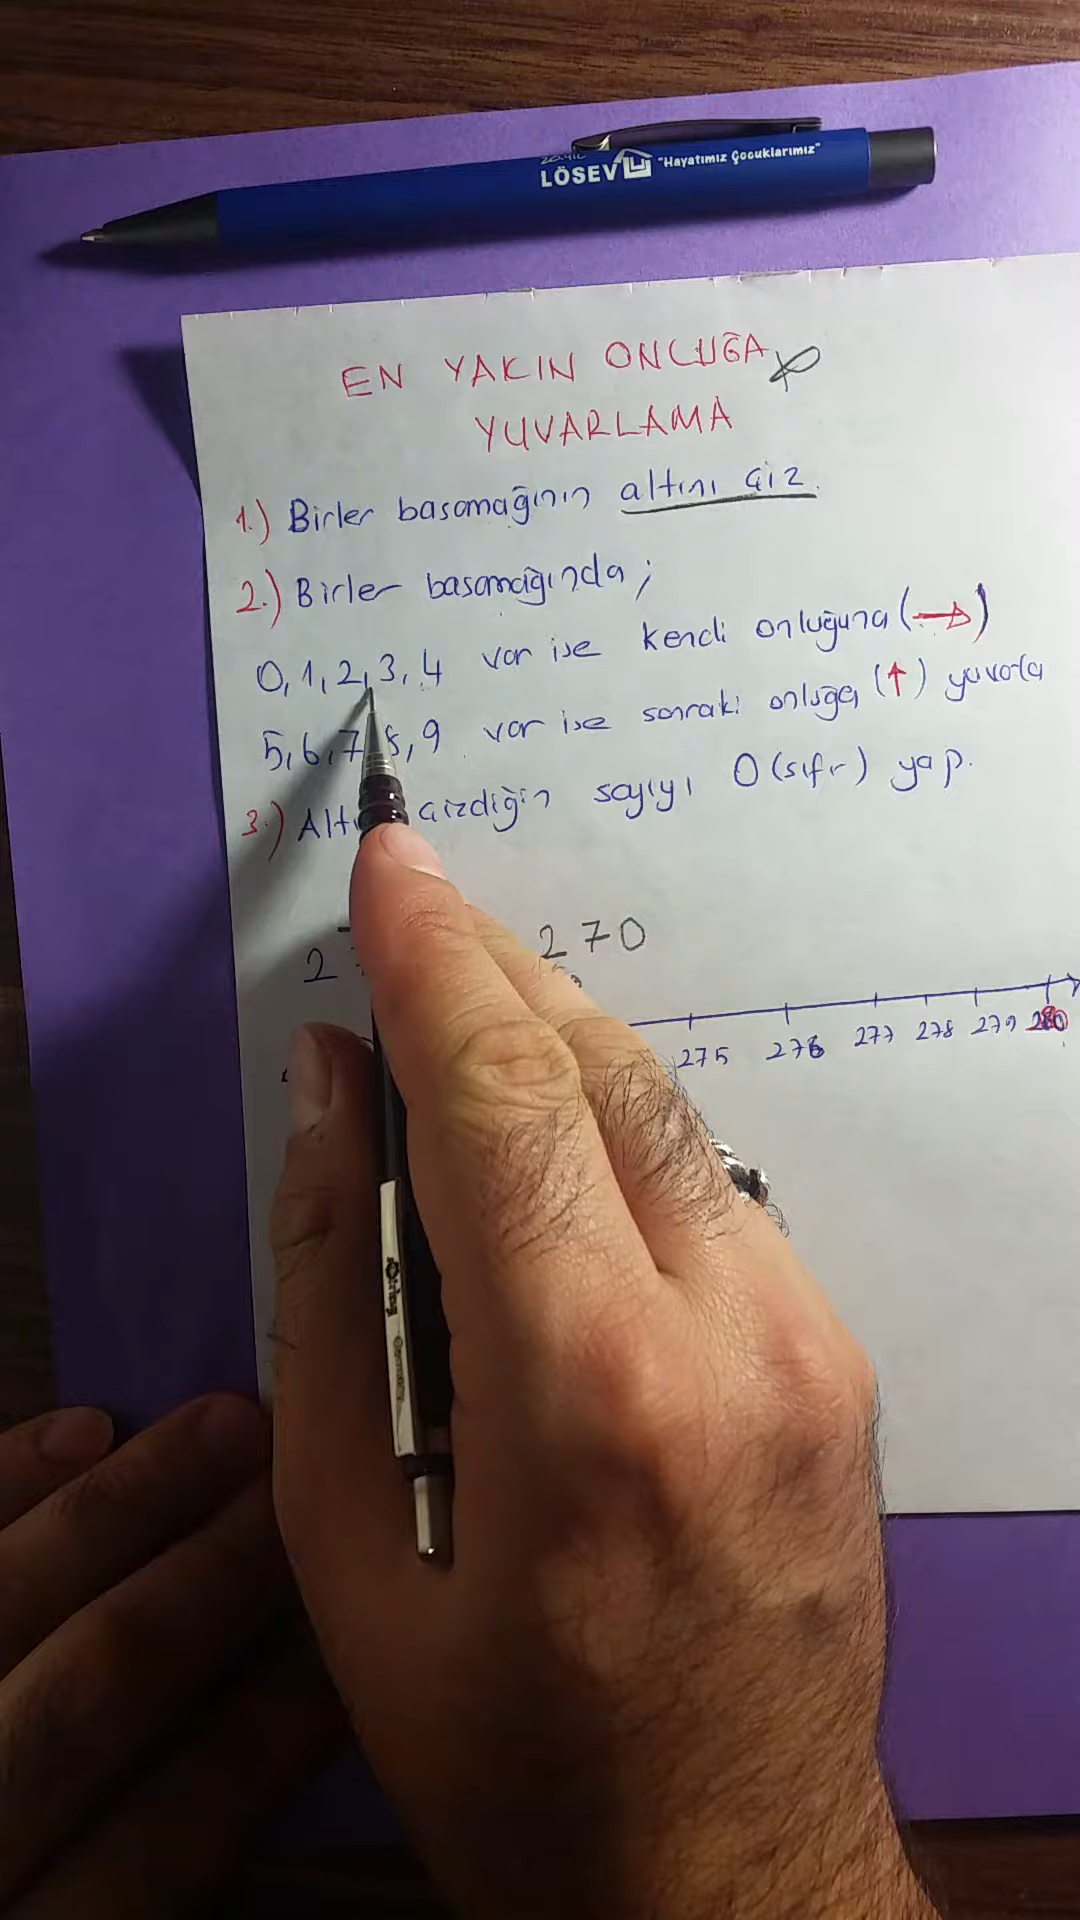 LÖSEV "Hayatımız Çocuklarımız"
EN YAKIN ONLUĞA
YUVARLAMA
1.) Birler basamağının altını çiz.
2.) Birler basamağında;
0, 1, 2, 3, 4 var ise kendi onluğuna (→)
5, 6, 7 8, 9 var ise sonraki onluğa (↑) yuvarla
3.) Altı çizdiğin sayıyı 0 (sıfır) yap.
2 270
275 276 277 278 279 280